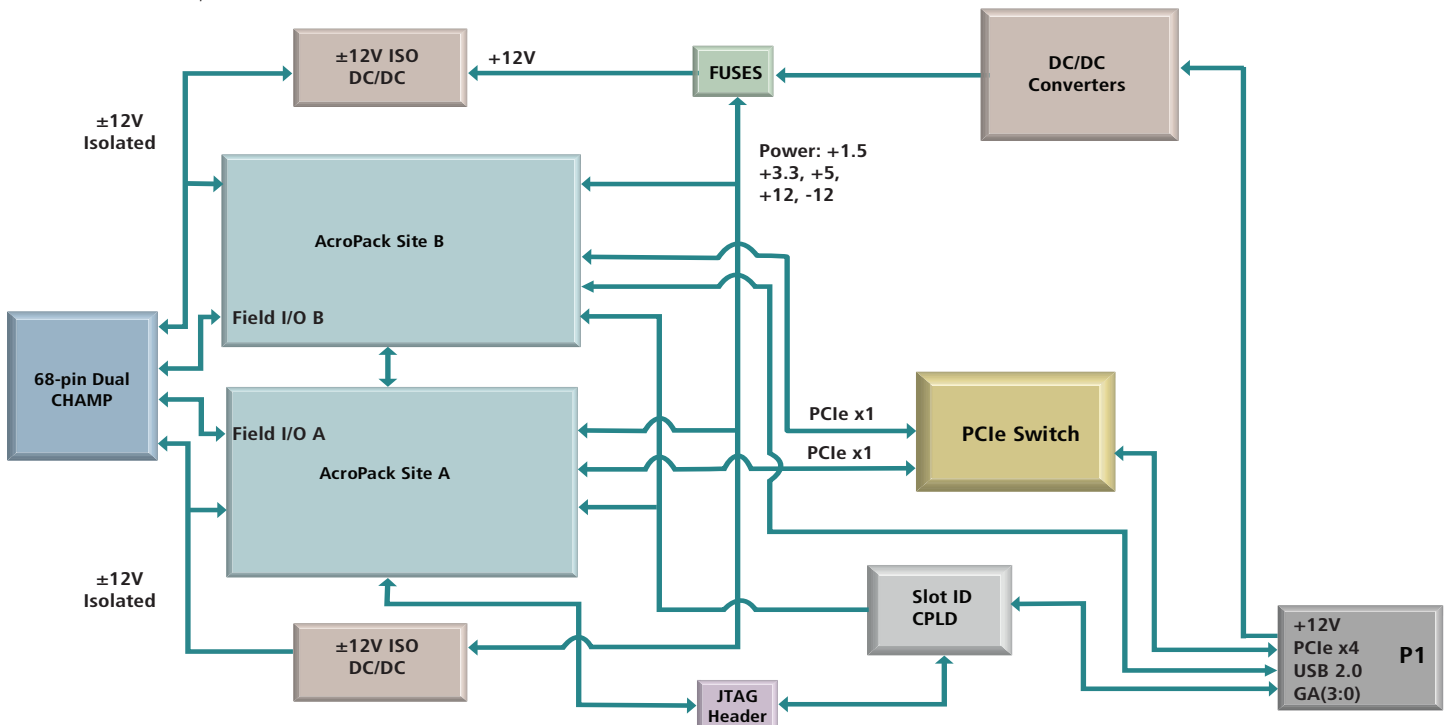 ±12V ISO
DC/DC
+12V
FUSES
DC/DC
Converters
±12V
Isolated
Power: +1.5
+3.3, +5,
+12, -12
AcroPack Site B
Field I/O B
68-pin Dual
CHAMP
Field I/O A
AcroPack Site A
PCIe x1
PCIe x1
PCIe Switch
±12V
Isolated
±12V ISO
DC/DC
Slot ID
CPLD
JTAG
Header
+12V
PCIe x4
USB 2.0
GA(3:0)
P1